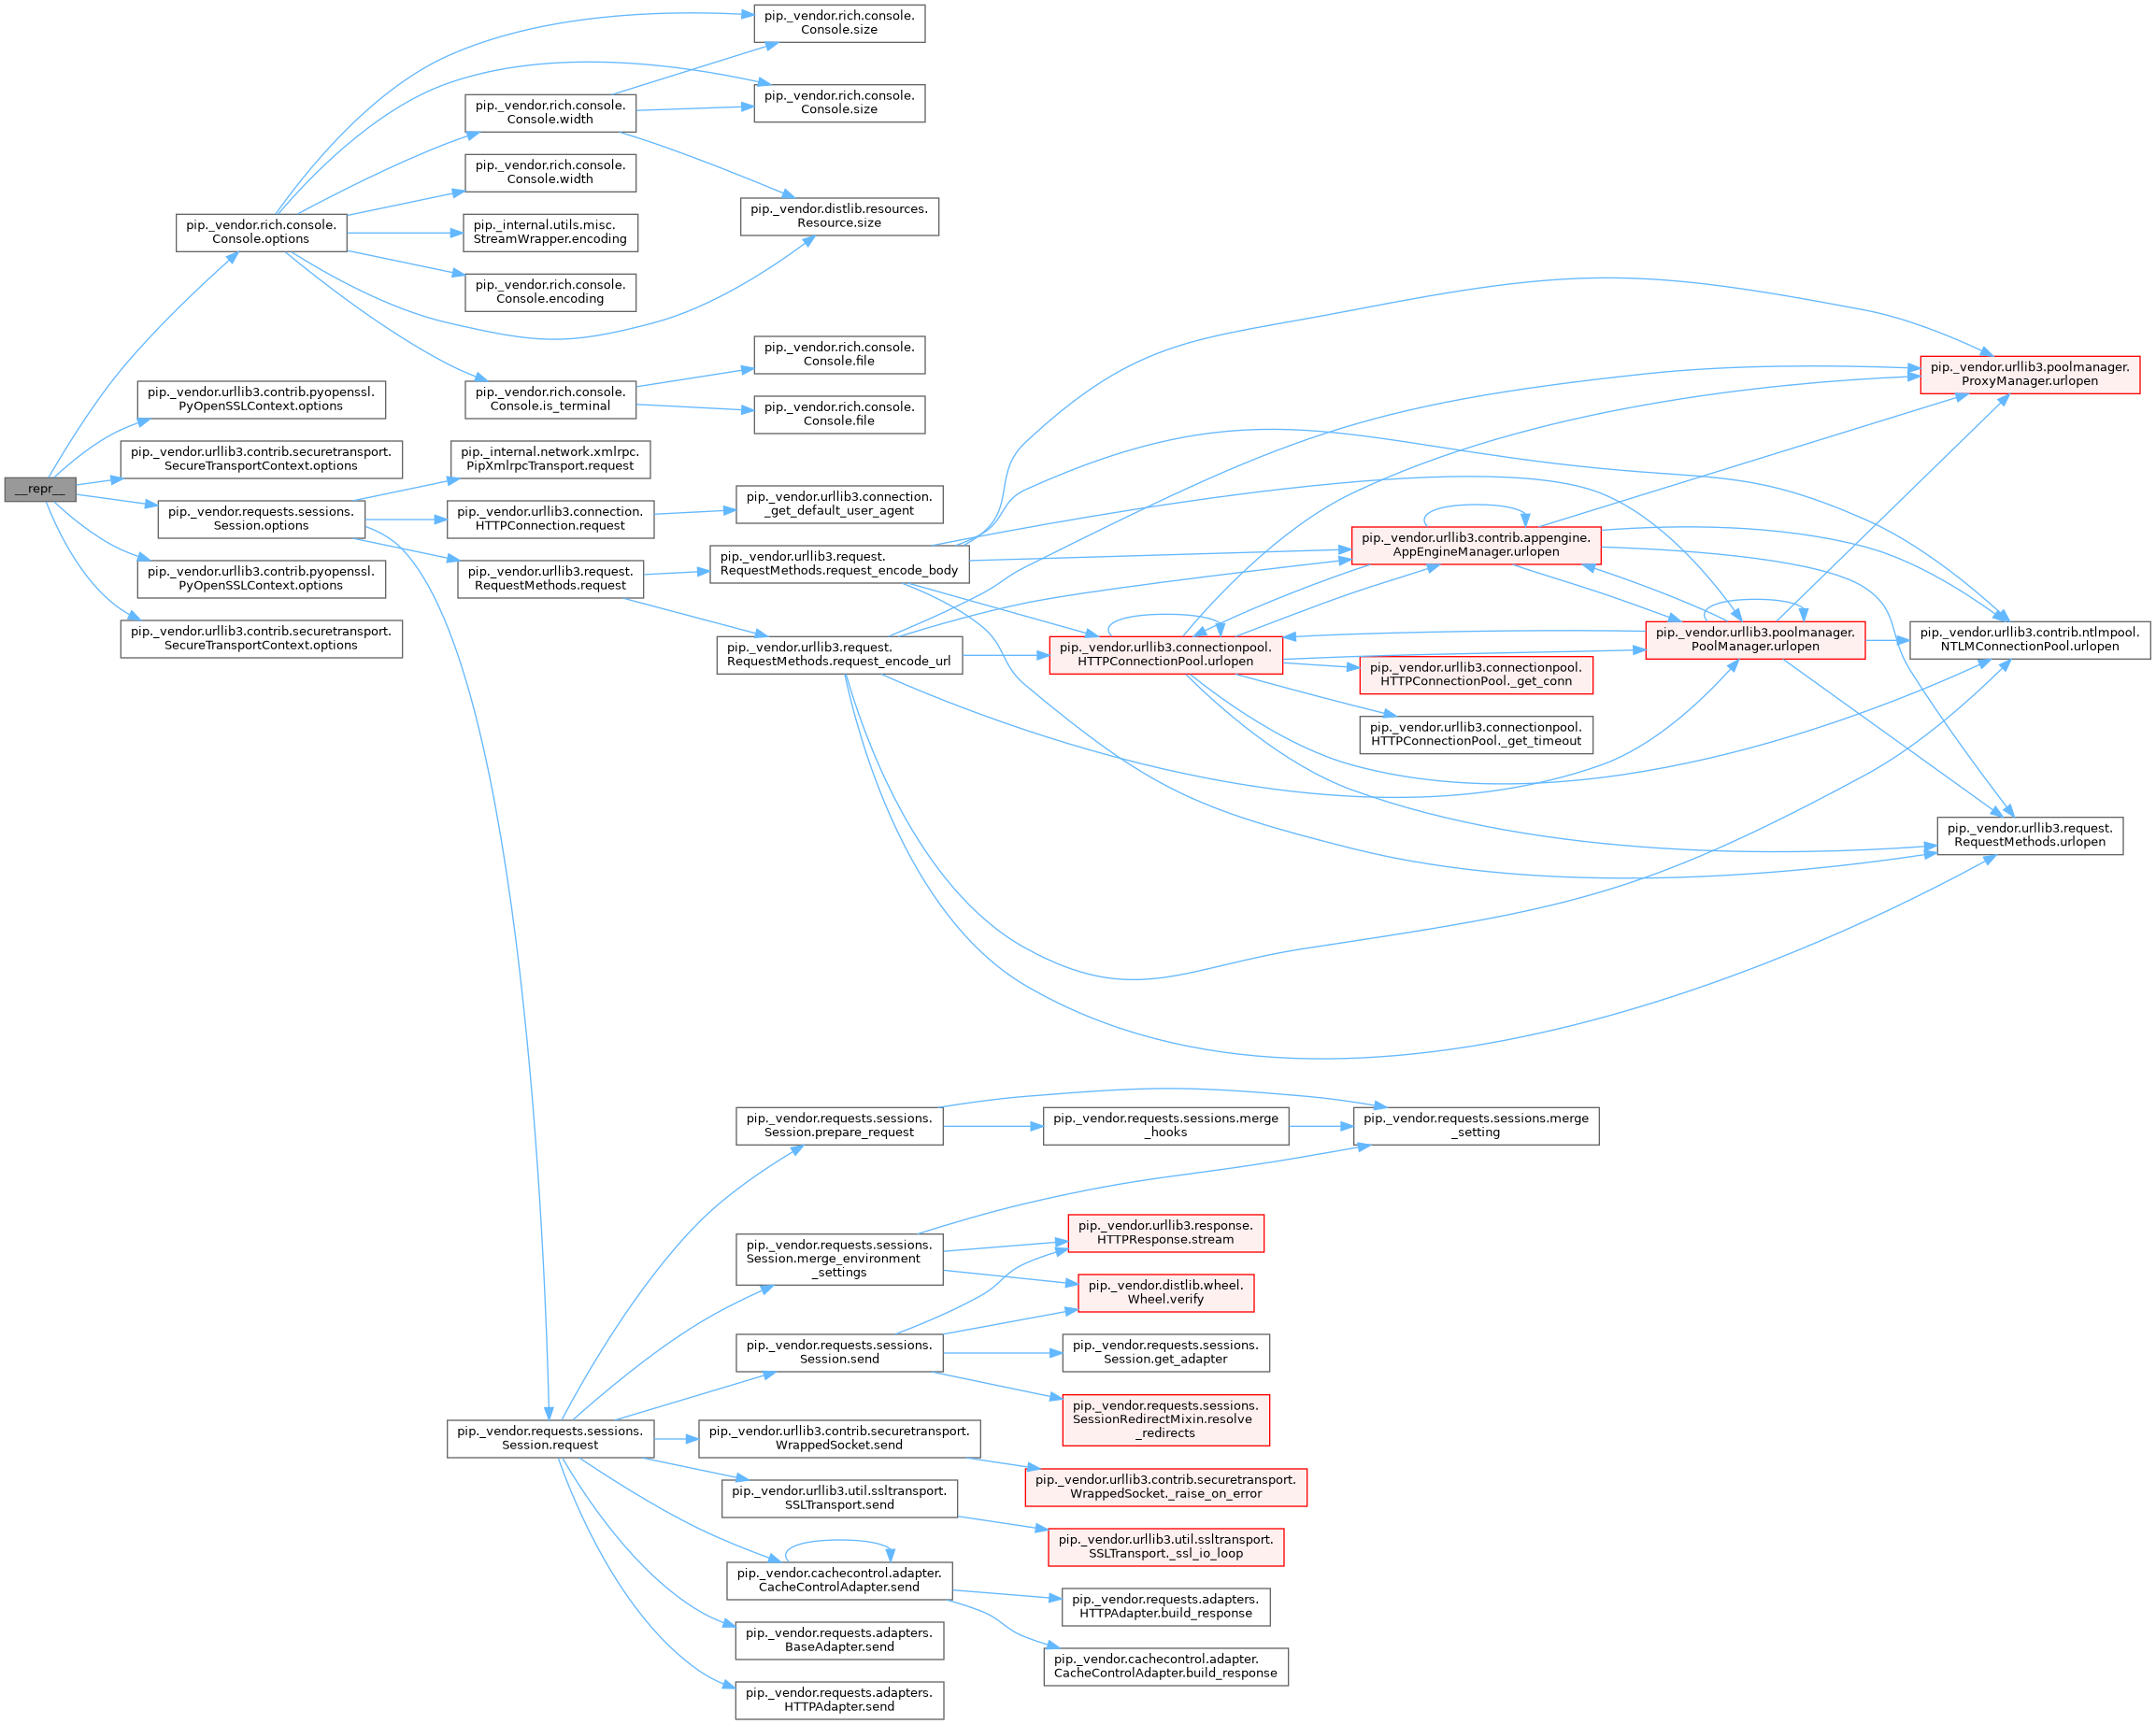 __repr__
pip._vendor.rich.console.
Console.options
pip._vendor.urllib3.contrib.pyopenssl.
PyOpenSSLContext.options
pip._vendor.urllib3.contrib.securetransport.
SecureTransportContext.options
pip._vendor.requests.sessions.
Session.options
pip._vendor.urllib3.contrib.pyopenssl.
PyOpenSSLContext.options
pip._vendor.urllib3.contrib.securetransport.
SecureTransportContext.options
pip._vendor.rich.console.
Console.width
pip._vendor.rich.console.
Console.width
pip._internal.utils.misc.
StreamWrapper.encoding
pip._vendor.rich.console.
Console.encoding
pip._vendor.rich.console.
Console.is_terminal
pip._vendor.rich.console.
Console.size
pip._vendor.rich.console.
Console.size
pip._vendor.distlib.resources.
Resource.size
pip._vendor.rich.console.
Console.file
pip._vendor.rich.console.
Console.file
pip._internal.network.xmlrpc.
PipXmlrpcTransport.request
pip._vendor.urllib3.connection.
HTTPConnection.request
pip._vendor.urllib3.request.
RequestMethods.request
pip._vendor.urllib3.connection.
_get_default_user_agent
pip._vendor.urllib3.request.
RequestMethods.request_encode_body
pip._vendor.urllib3.request.
RequestMethods.request_encode_url
pip._vendor.urllib3.connectionpool.
HTTPConnectionPool.urlopen
pip._vendor.urllib3.contrib.appengine.
AppEngineManager.urlopen
pip._vendor.urllib3.connectionpool.
HTTPConnectionPool._get_conn
pip._vendor.urllib3.connectionpool.
HTTPConnectionPool._get_timeout
pip._vendor.urllib3.poolmanager.
PoolManager.urlopen
pip._vendor.urllib3.poolmanager.
ProxyManager.urlopen
pip._vendor.urllib3.contrib.ntlmpool.
NTLMConnectionPool.urlopen
pip._vendor.urllib3.request.
RequestMethods.urlopen
pip._vendor.requests.sessions.
Session.request
pip._vendor.requests.sessions.
Session.prepare_request
pip._vendor.requests.sessions.merge
_hooks
pip._vendor.requests.sessions.merge
_setting
pip._vendor.requests.sessions.
Session.merge_environment
_settings
pip._vendor.urllib3.response.
HTTPResponse.stream
pip._vendor.distlib.wheel.
Wheel.verify
pip._vendor.requests.sessions.
Session.send
pip._vendor.requests.sessions.
Session.get_adapter
pip._vendor.requests.sessions.
SessionRedirectMixin.resolve
_redirects
pip._vendor.urllib3.contrib.securetransport.
WrappedSocket.send
pip._vendor.urllib3.contrib.securetransport.
WrappedSocket._raise_on_error
pip._vendor.urllib3.util.ssltransport.
SSLTransport.send
pip._vendor.urllib3.util.ssltransport.
SSLTransport._ssl_io_loop
pip._vendor.cachecontrol.adapter.
CacheControlAdapter.send
pip._vendor.requests.adapters.
HTTPAdapter.build_response
pip._vendor.cachecontrol.adapter.
CacheControlAdapter.build_response
pip._vendor.requests.adapters.
BaseAdapter.send
pip._vendor.requests.adapters.
HTTPAdapter.send